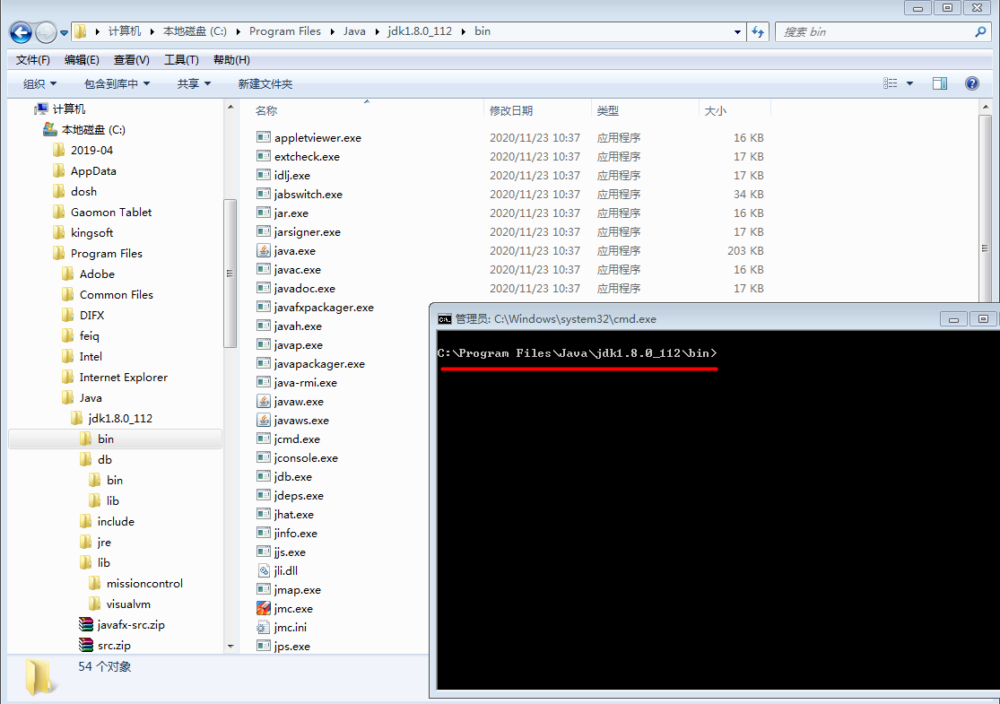 计算机 本地磁盘 (C:) Program Files Java jdk1.8.0_112 bin 搜索 bin
文件(F) 编辑(E) 查看(V) 工具(T) 帮助(H)
组织 包含到库中 共享 新建文件夹
计算机
本地磁盘 (C:)
2019-04
AppData
dosh
Gaomon Tablet
kingsoft
Program Files
Adobe
Common Files
DIFX
feiq
Intel
Internet Explorer
Java
jdk1.8.0_112
bin
db
bin
lib
include
jre
lib
missioncontrol
visualvm
javafx-src.zip
src.zip
名称 修改日期 类型 大小
appletviewer.exe 2020/11/23 10:37 应用程序 16 KB
extcheck.exe 2020/11/23 10:37 应用程序 17 KB
idlj.exe 2020/11/23 10:37 应用程序 17 KB
jabswitch.exe 2020/11/23 10:37 应用程序 34 KB
jar.exe 2020/11/23 10:37 应用程序 16 KB
jarsigner.exe 2020/11/23 10:37 应用程序 17 KB
java.exe 2020/11/23 10:37 应用程序 203 KB
javac.exe 2020/11/23 10:37 应用程序 16 KB
javadoc.exe 2020/11/23 10:37 应用程序 17 KB
javafxpackager.exe
javah.exe
javap.exe
javapackager.exe
java-rmi.exe
javaw.exe
javaws.exe
jcmd.exe
jconsole.exe
jdb.exe
jdeps.exe
jhat.exe
jinfo.exe
jjs.exe
jli.dll
jmap.exe
jmc.exe
jmc.ini
jps.exe
54 个对象
管理员: C:\Windows\system32\cmd.exe
C:\Program Files\Java\jdk1.8.0_112\bin>